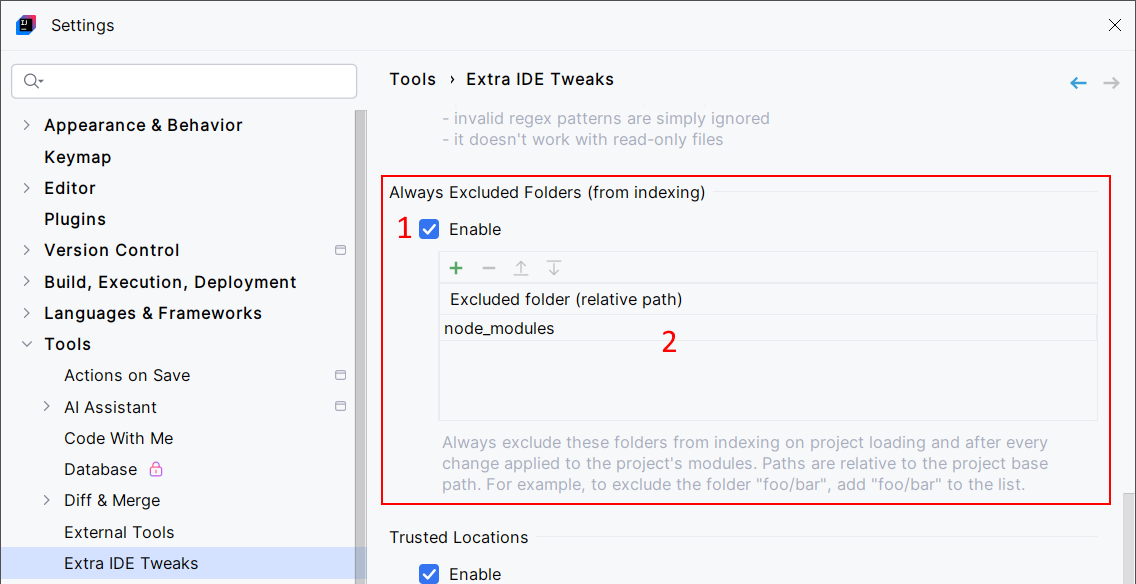 Settings
Tools › Extra IDE Tweaks
Appearance & Behavior
Keymap
Editor
Plugins
Version Control
Build, Execution, Deployment
Languages & Frameworks
Tools
Actions on Save
AI Assistant
Code With Me
Database
Diff & Merge
External Tools
Extra IDE Tweaks
- invalid regex patterns are simply ignored
- it doesn't work with read-only files
Always Excluded Folders (from indexing)
1 Enable
Excluded folder (relative path)
node_modules
2
Always exclude these folders from indexing on project loading and after every
change applied to the project's modules. Paths are relative to the project base
path. For example, to exclude the folder "foo/bar", add "foo/bar" to the list.
Trusted Locations
Enable